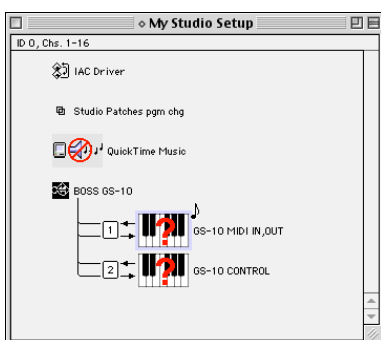 ◇ My Studio Setup
ID 0, Chs. 1-16
IAC Driver
Studio Patches pgm chg
QuickTime Music
BOSS GS-10
1
?
GS-10 MIDI IN,OUT
2
?
GS-10 CONTROL